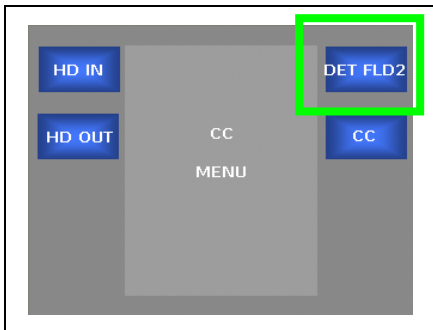 HD IN
DET FLD2
HD OUT
CC
CC
MENU